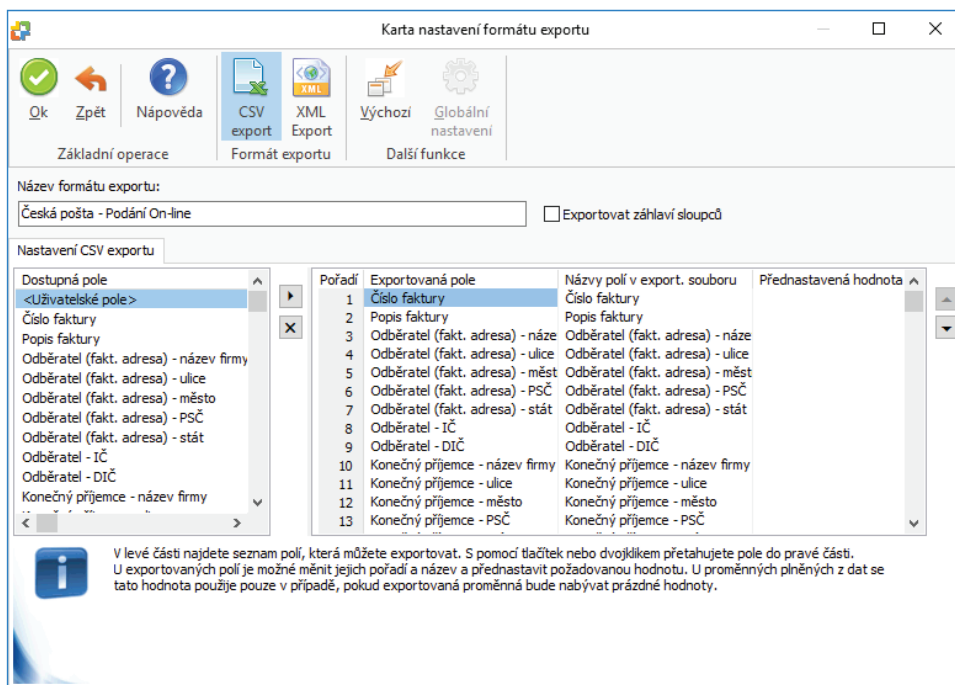 Karta nastavení formátu exportu
Ok Zpět Nápověda CSV export XML Export Výchozí Globální nastavení
Základní operace Formát exportu Další funkce
Název formátu exportu:
Česká pošta - Podání On-line Exportovat záhlaví sloupců
Nastavení CSV exportu
Dostupná pole
<Uživatelské pole>
Číslo faktury
Popis faktury
Odběratel (fakt. adresa) - název firmy
Odběratel (fakt. adresa) - ulice
Odběratel (fakt. adresa) - město
Odběratel (fakt. adresa) - PSČ
Odběratel (fakt. adresa) - stát
Odběratel - IČ
Odběratel - DIČ
Konečný příjemce - název firmy
Pořadí Exportovaná pole Názvy polí v export. souboru Přednastavená hodnota
1 Číslo faktury Číslo faktury
2 Popis faktury Popis faktury
3 Odběratel (fakt. adresa) - náze Odběratel (fakt. adresa) - náze
4 Odběratel (fakt. adresa) - ulice Odběratel (fakt. adresa) - ulice
5 Odběratel (fakt. adresa) - měst Odběratel (fakt. adresa) - měst
6 Odběratel (fakt. adresa) - PSČ Odběratel (fakt. adresa) - PSČ
7 Odběratel (fakt. adresa) - stát Odběratel (fakt. adresa) - stát
8 Odběratel - IČ Odběratel - IČ
9 Odběratel - DIČ Odběratel - DIČ
10 Konečný příjemce - název firmy Konečný příjemce - název firmy
11 Konečný příjemce - ulice Konečný příjemce - ulice
12 Konečný příjemce - město Konečný příjemce - město
13 Konečný příjemce - PSČ Konečný příjemce - PSČ
V levé části najdete seznam polí, která můžete exportovat. S pomocí tlačítek nebo dvojklikem přetahujete pole do pravé části.
U exportovaných polí je možné měnit jejich pořadí a název a přednastavit požadovanou hodnotu. U proměnných plněných z dat se
tato hodnota použije pouze v případě, pokud exportovaná proměnná bude nabývat prázdné hodnoty.